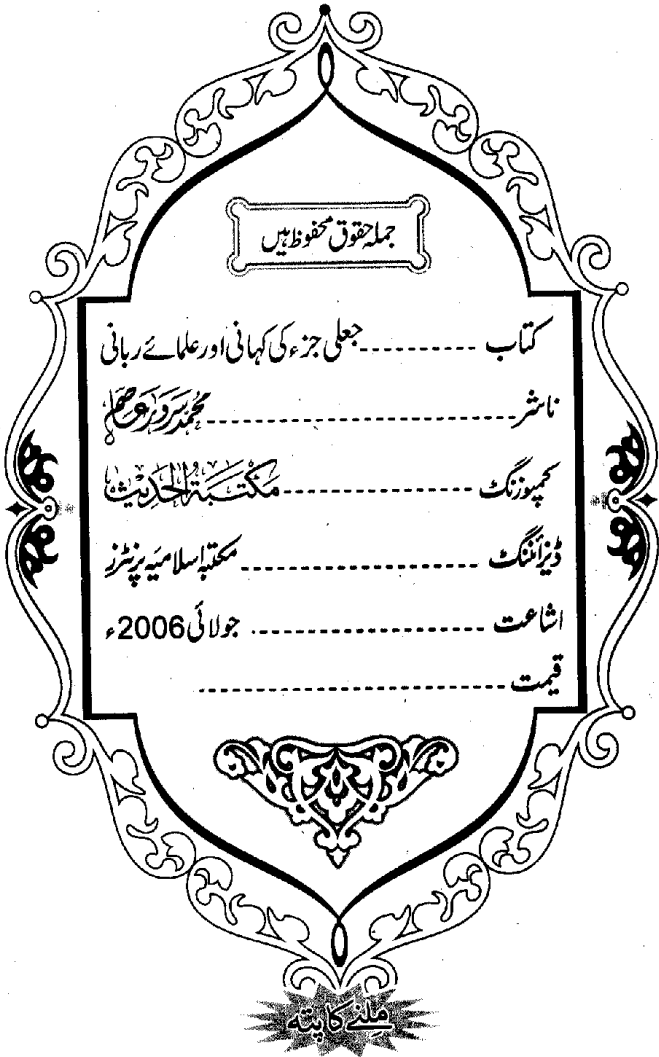 جملہ حقوق محفوظ ہیں
کتاب ---------- جعلی جزء کی کہانی اور علمائے ربانی
ناشر ---------------------------- محمد سرور عاصم
کمپوزنگ ------------------ مکتبۃ الحدیث
ڈیزائننگ ---------------------- مکتبہ اسلامیہ پرنٹرز
اشاعت --------------------- جولائی 2006ء
قیمت ----------------------------
ملنے کا پتہ